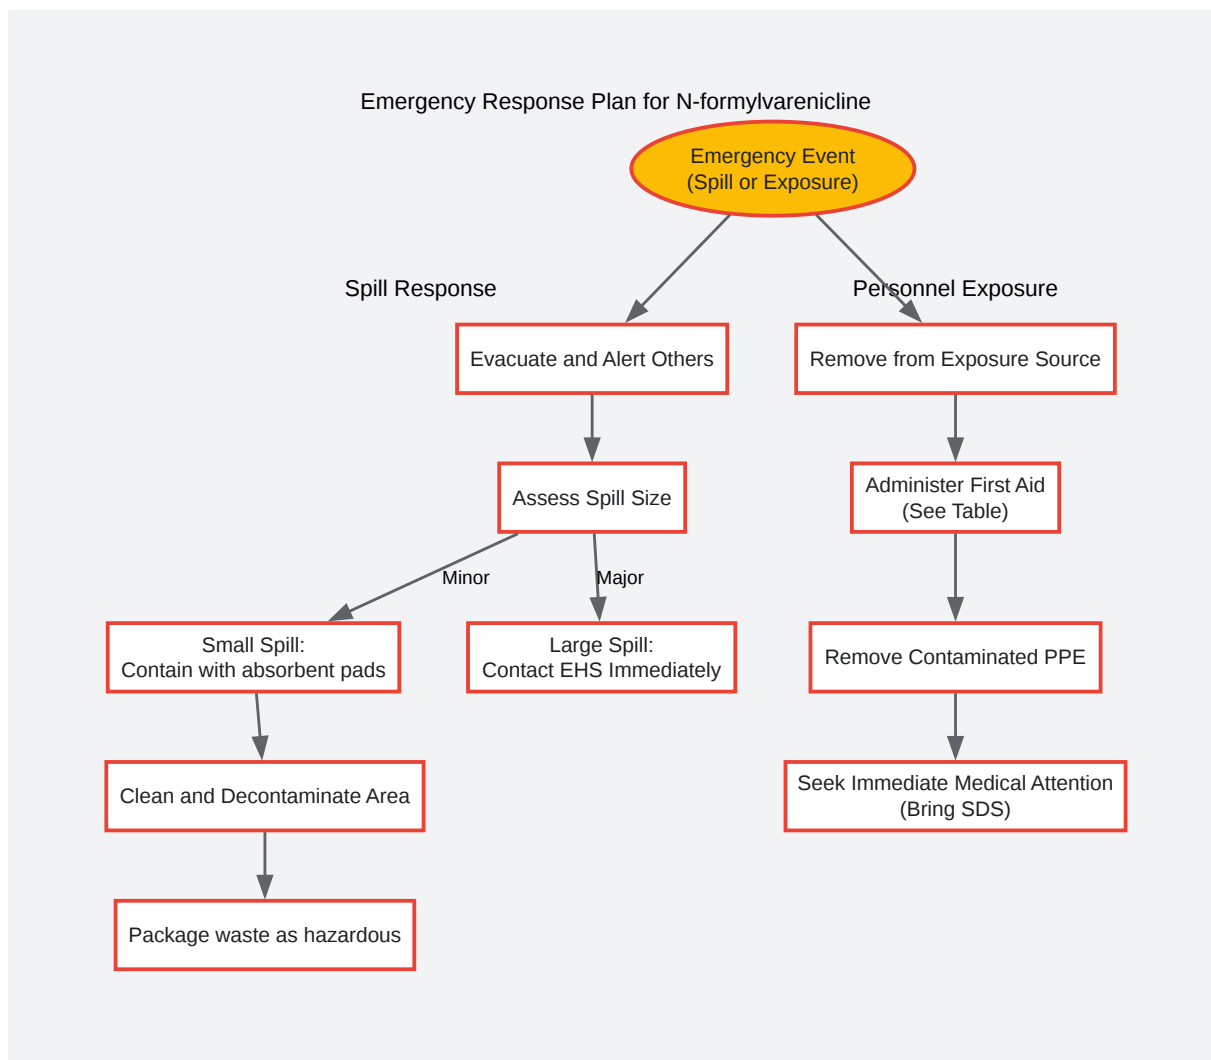 Emergency Response Plan for N-formylvarenicline
Emergency Event
(Spill or Exposure)
Spill Response
Personnel Exposure
Evacuate and Alert Others
Remove from Exposure Source
Assess Spill Size
Administer First Aid
(See Table)
Minor
Major
Small Spill:
Contain with absorbent pads
Large Spill:
Contact EHS Immediately
Remove Contaminated PPE
Clean and Decontaminate Area
Seek Immediate Medical Attention
(Bring SDS)
Package waste as hazardous